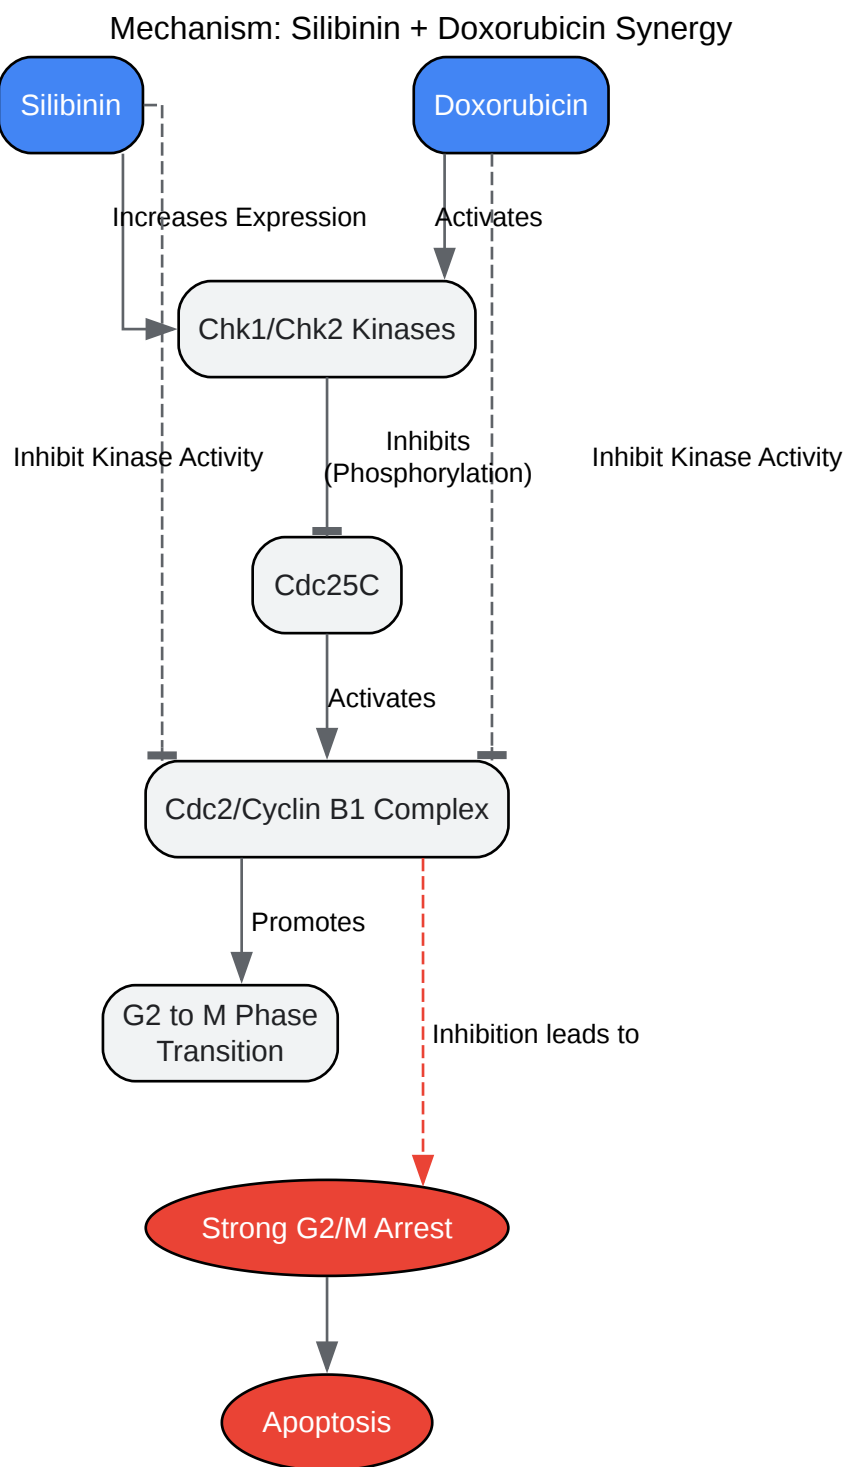 Mechanism: Silibinin + Doxorubicin Synergy
Silibinin
Doxorubicin
Increases Expression
Activates
Chk1/Chk2 Kinases
Inhibit Kinase Activity
Inhibits
(Phosphorylation)
Inhibit Kinase Activity
Cdc25C
Activates
Cdc2/Cyclin B1 Complex
Promotes
G2 to M Phase
Transition
Inhibition leads to
Strong G2/M Arrest
Apoptosis